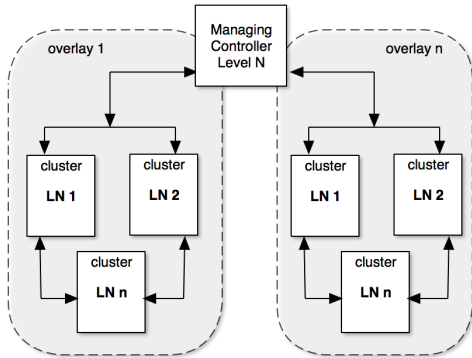 Managing
Controller
Level N
overlay 1
overlay n
cluster
LN 1
cluster
LN 2
cluster
LN n
cluster
LN 1
cluster
LN 2
cluster
LN n